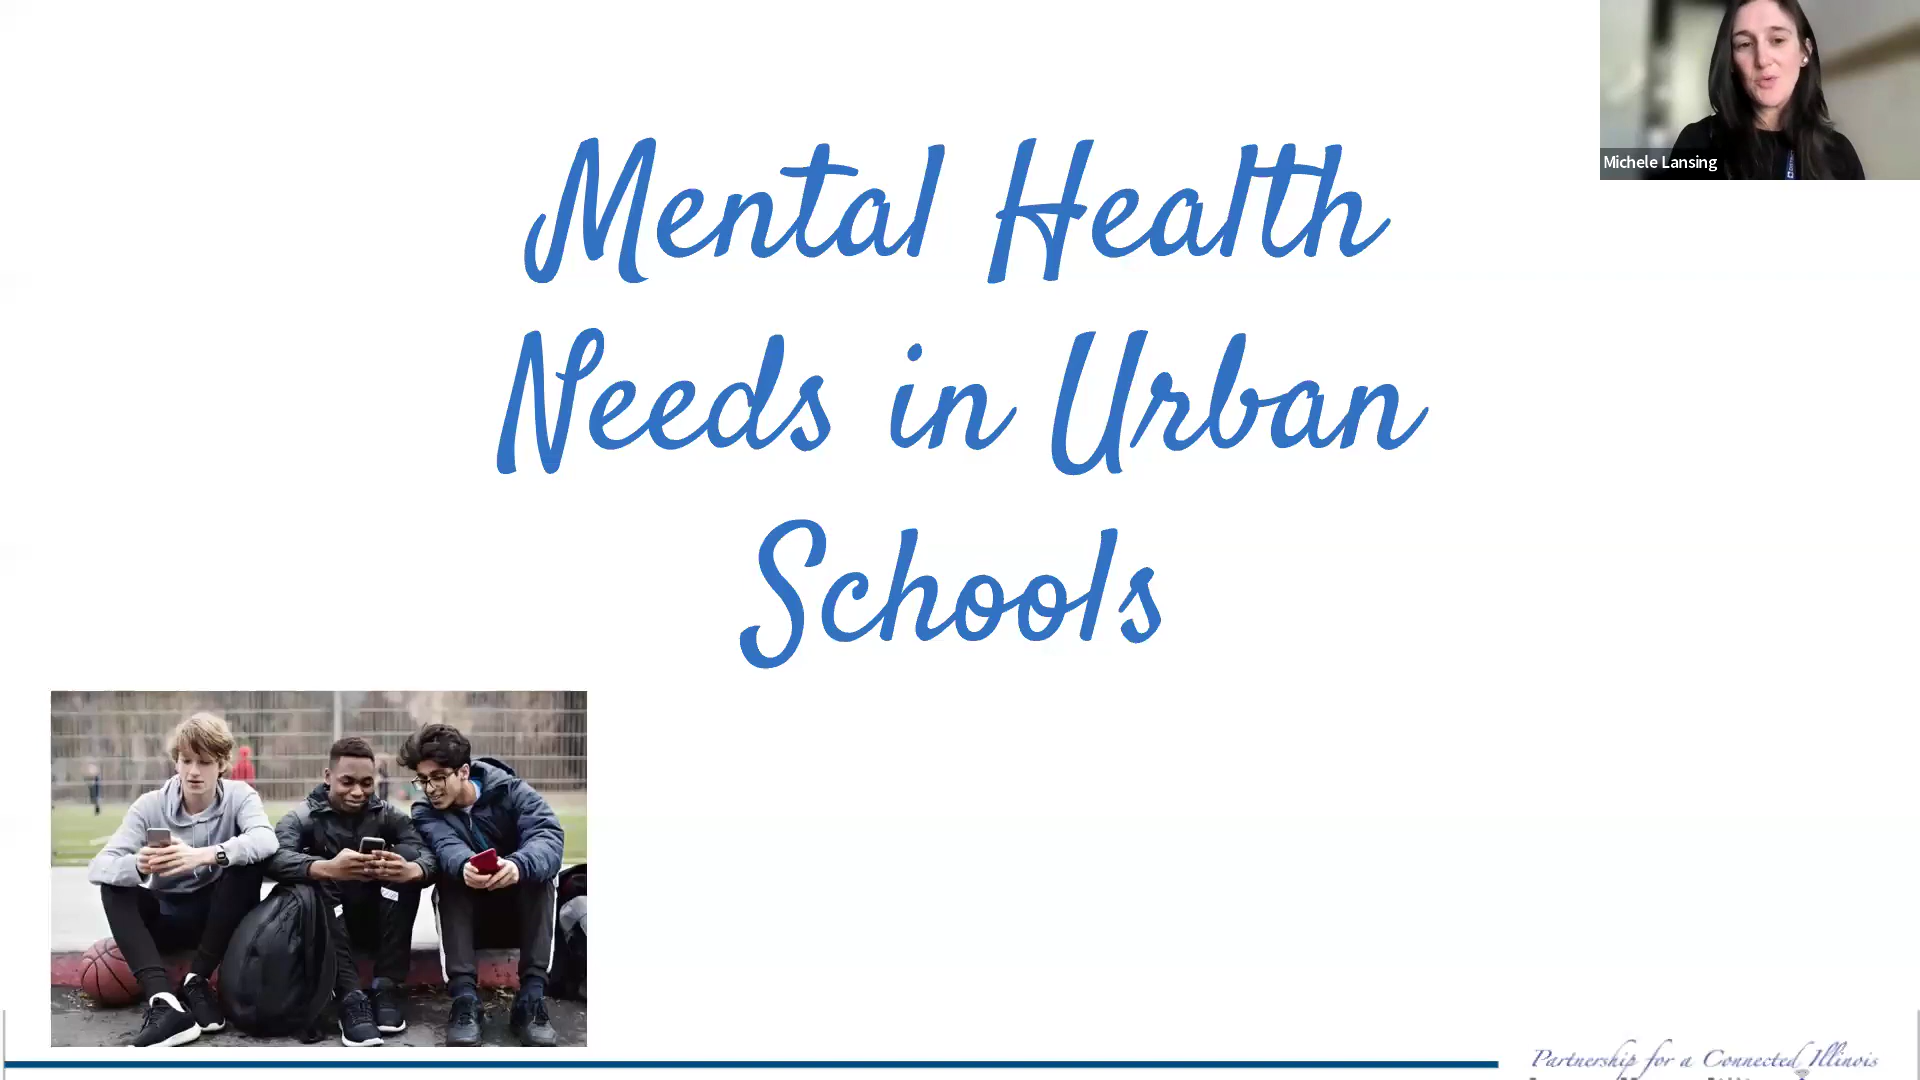 Michele Lansing
Mental Health
Needs in Urban
Schools
Partnership for a Connected Illinois